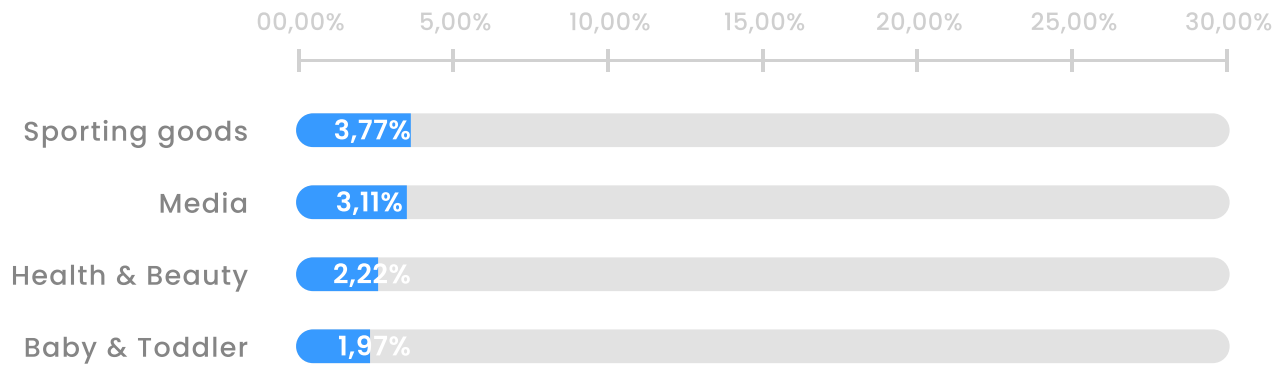 00,00% 5,00% 10,00% 15,00% 20,00% 25,00% 30,00%
Sporting goods 3,77%
Media 3,11%
Health & Beauty 2,22%
Baby & Toddler 1,97%